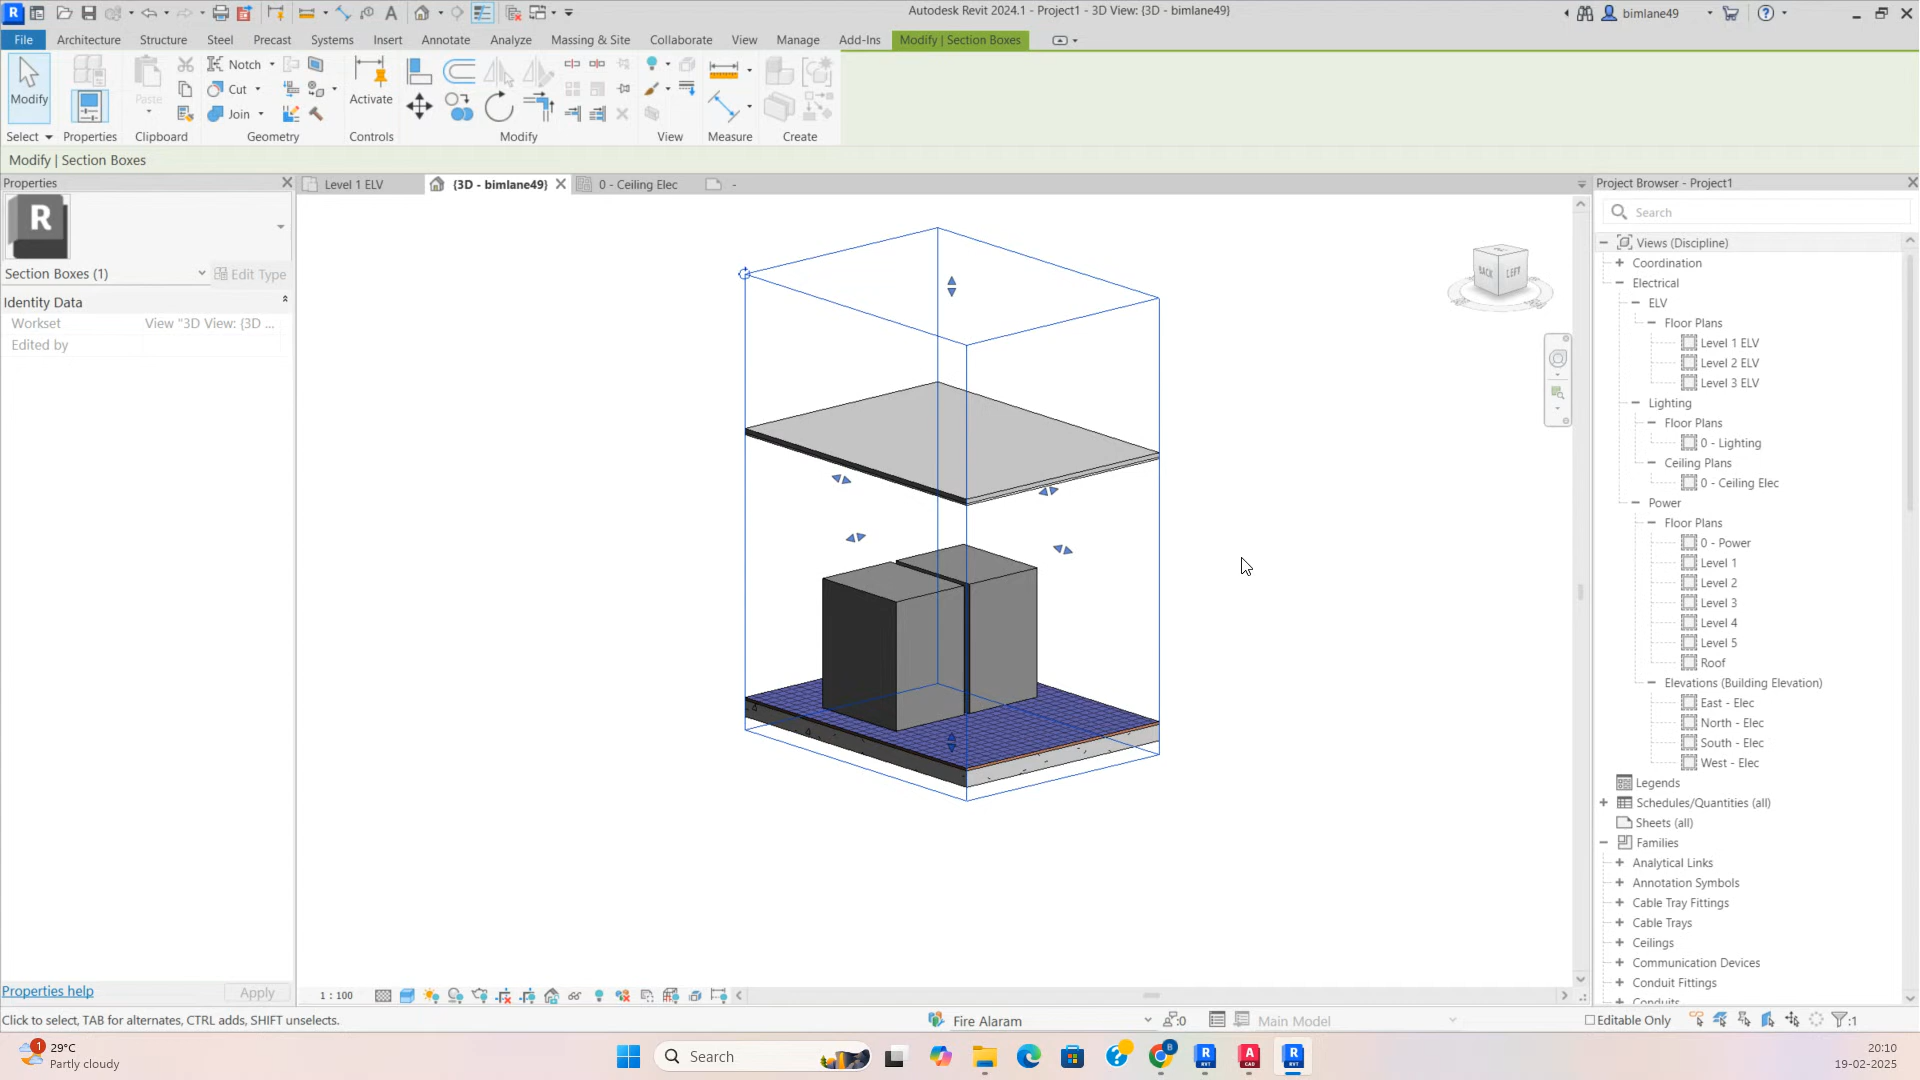 Autodesk Revit 2024.1 - Project1 - 3D View: {3D - bimlane49}
bimlane49
File Architecture Structure Steel Precast Systems Insert Annotate Analyze Massing & Site Collaborate View Manage Add-Ins Modify | Section Boxes
Modify
Paste
Notch
Cut
Join
Activate
Select Properties Clipboard Geometry Controls Modify View Measure Create
Modify | Section Boxes
Properties
R
Section Boxes (1)
Edit Type
Identity Data
Workset View "3D View: {3D ...
Edited by
Properties help
Apply
Level 1 ELV
{3D - bimlane49}
0 - Ceiling Elec
-
BACK
LEFT
Project Browser - Project1
Search
Views (Discipline)
Coordination
Electrical
ELV
Floor Plans
Level 1 ELV
Level 2 ELV
Level 3 ELV
Lighting
Floor Plans
0 - Lighting
Ceiling Plans
0 - Ceiling Elec
Power
Floor Plans
0 - Power
Level 1
Level 2
Level 3
Level 4
Level 5
Roof
Elevations (Building Elevation)
East - Elec
North - Elec
South - Elec
West - Elec
Legends
Schedules/Quantities (all)
Sheets (all)
Families
Analytical Links
Annotation Symbols
Cable Tray Fittings
Cable Trays
Ceilings
Communication Devices
Conduit Fittings
Conduits
1 : 100
Click to select, TAB for alternates, CTRL adds, SHIFT unselects.
Fire Alaram
:0
Main Model
Editable Only
:1
1
29°C
Partly cloudy
Search
20:10
19-02-2025